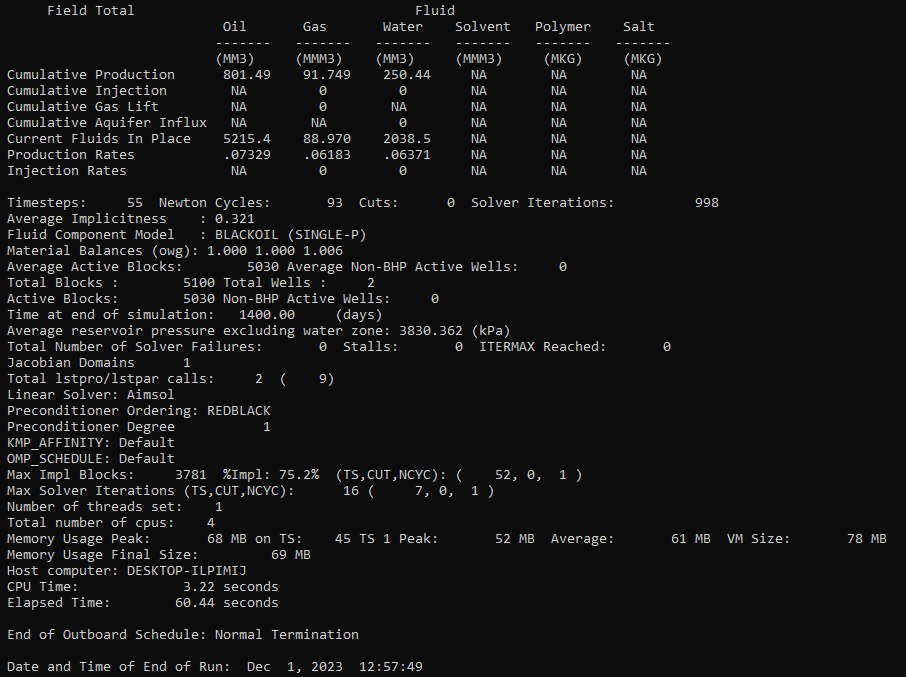 Field Total Fluid
Oil Gas Water Solvent Polymer Salt
------- ------- ------- ------- ------- -------
(MM3) (MMM3) (MM3) (MMM3) (MKG) (MKG)
Cumulative Production 801.49 91.749 250.44 NA NA NA
Cumulative Injection NA 0 0 NA NA NA
Cumulative Gas Lift NA 0 NA NA NA NA
Cumulative Aquifer Influx NA NA 0 NA NA NA
Current Fluids In Place 5215.4 88.970 2038.5 NA NA NA
Production Rates .07329 .06183 .06371 NA NA NA
Injection Rates NA 0 0 NA NA NA
Timesteps: 55 Newton Cycles: 93 Cuts: 0 Solver Iterations: 998
Average Implicitness : 0.321
Fluid Component Model : BLACKOIL (SINGLE-P)
Material Balances (owg): 1.000 1.000 1.006
Average Active Blocks: 5030 Average Non-BHP Active Wells: 0
Total Blocks : 5100 Total Wells : 2
Active Blocks: 5030 Non-BHP Active Wells: 0
Time at end of simulation: 1400.00 (days)
Average reservoir pressure excluding water zone: 3830.362 (kPa)
Total Number of Solver Failures: 0 Stalls: 0 ITERMAX Reached: 0
Jacobian Domains 1
Total lstpro/lstpar calls: 2 ( 9)
Linear Solver: Aimsol
Preconditioner Ordering: REDBLACK
Preconditioner Degree 1
KMP_AFFINITY: Default
OMP_SCHEDULE: Default
Max Impl Blocks: 3781 %Impl: 75.2% (TS,CUT,NCYC): ( 52, 0, 1 )
Max Solver Iterations (TS,CUT,NCYC): 16 ( 7, 0, 1 )
Number of threads set: 1
Total number of cpus: 4
Memory Usage Peak: 68 MB on TS: 45 TS 1 Peak: 52 MB Average: 61 MB VM Size: 78 MB
Memory Usage Final Size: 69 MB
Host computer: DESKTOP-ILPIMIJ
CPU Time: 3.22 seconds
Elapsed Time: 60.44 seconds
End of Outboard Schedule: Normal Termination
Date and Time of End of Run: Dec 1, 2023 12:57:49